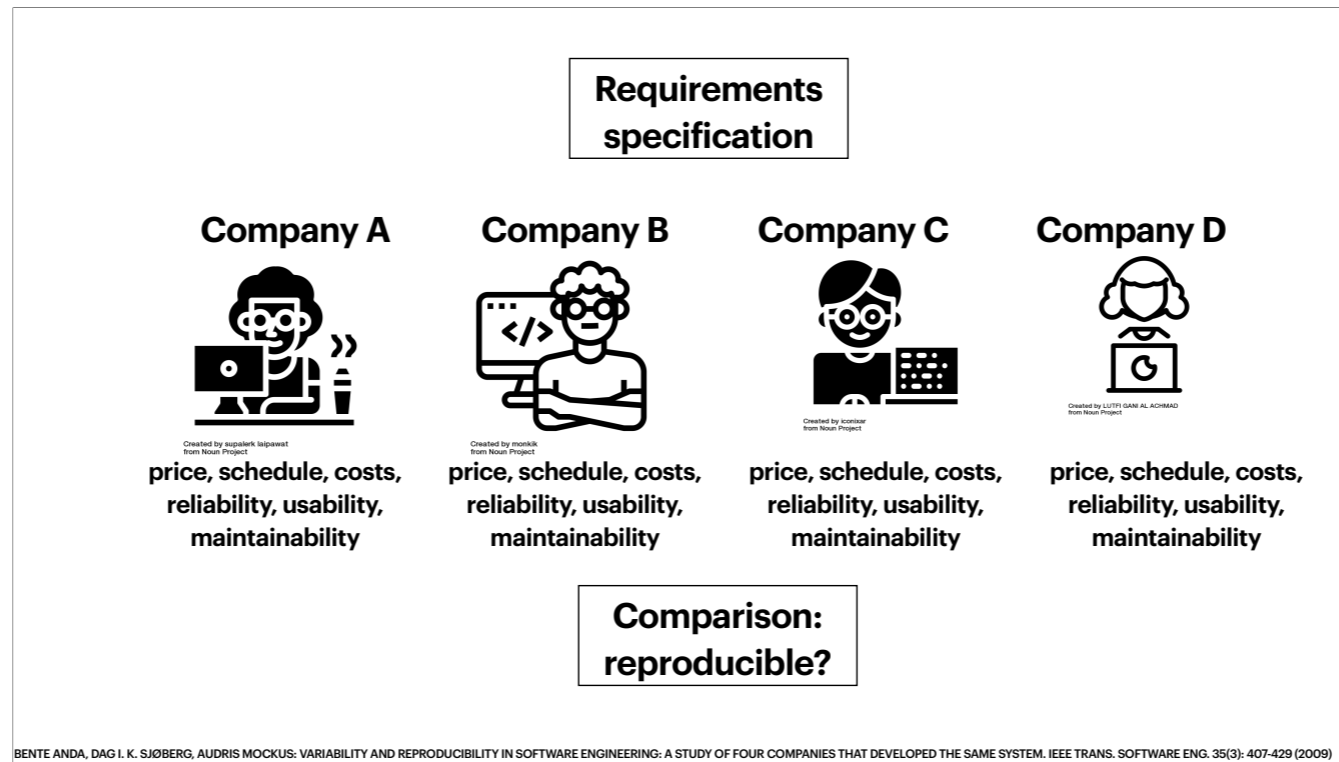 Requirements
specification
Company A
Company B
Company C
Company D
</>
Created by supalerk laipawat
from Noun Project
Created by monkik
from Noun Project
Created by iconixar
from Noun Project
Created by LUTFI GANI AL ACHMAD
from Noun Project
price, schedule, costs,
reliability, usability,
maintainability
price, schedule, costs,
reliability, usability,
maintainability
price, schedule, costs,
reliability, usability,
maintainability
price, schedule, costs,
reliability, usability,
maintainability
Comparison:
reproducible?
BENTE ANDA, DAG I. K. SJØBERG, AUDRIS MOCKUS: VARIABILITY AND REPRODUCIBILITY IN SOFTWARE ENGINEERING: A STUDY OF FOUR COMPANIES THAT DEVELOPED THE SAME SYSTEM. IEEE TRANS. SOFTWARE ENG. 35(3): 407-429 (2009)